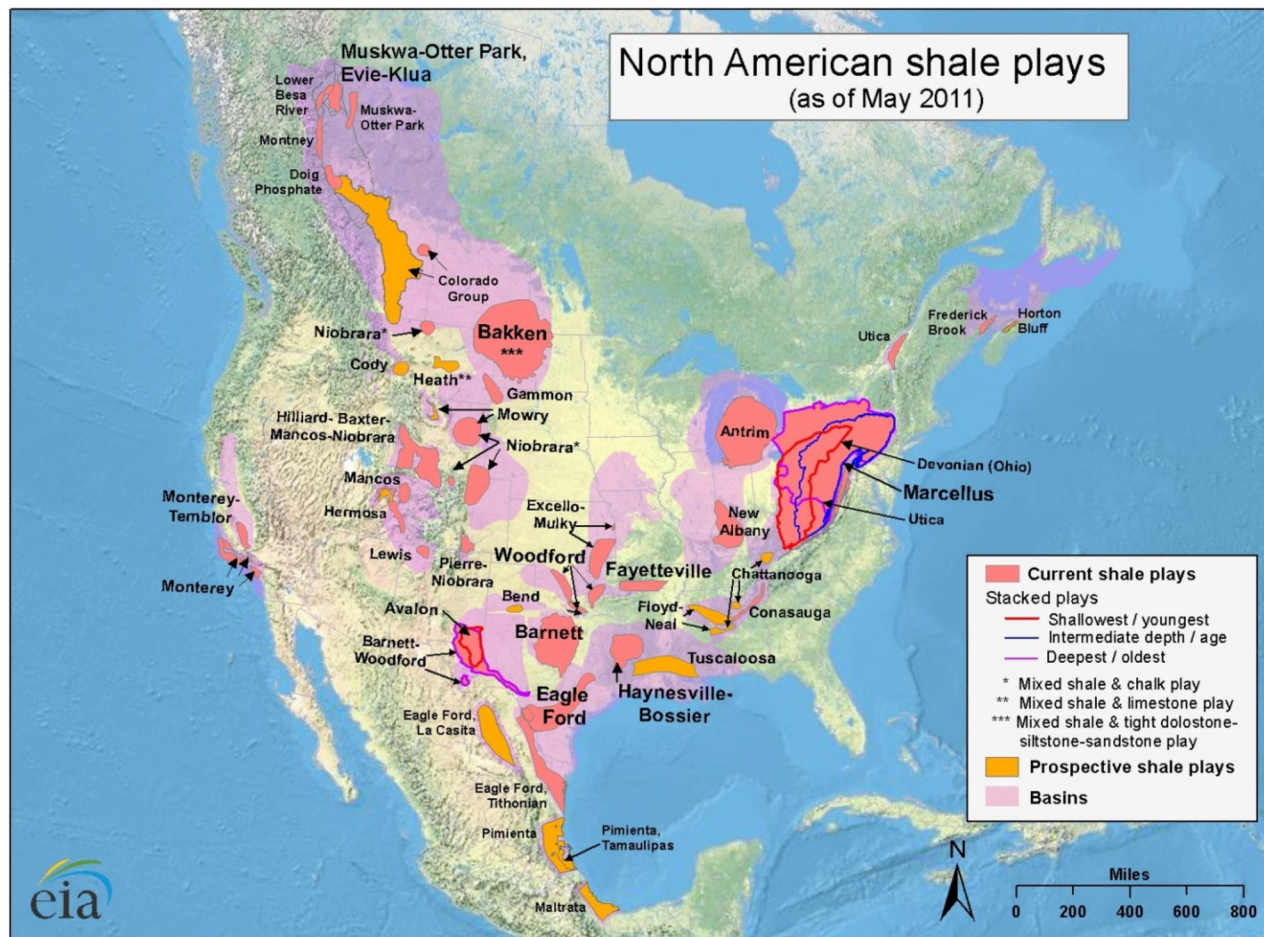 North American shale plays
(as of May 2011)
Muskwa-Otter Park,
Evie-Klua
Lower
Besa
River
Muskwa-
Otter Park
Montney
Doig
Phosphate
Colorado
Group
Niobrara*
Bakken
***
Cody
Heath**
Gammon
Mowry
Hilliard- Baxter-
Mancos-Niobrara
Niobrara*
Antrim
Utica
Frederick
Brook
Horton
Bluff
Devonian (Ohio)
Marcellus
Utica
Mancos
Hermosa
Monterey-
Temblor
Excello-
Mulky
New
Albany
Lewis
Pierre-
Niobrara
Woodford
Fayetteville
Chattanooga
Monterey
Bend
Floyd-
Neal
Conasauga
Avalon
Barnett
Barnett-
Woodford
Tuscaloosa
Eagle
Ford
Haynesville-
Bossier
Eagle Ford,
La Casita
Eagle Ford,
Tithonian
Pimienta
Pimienta,
Tamaulipas
Maltrata
Current shale plays
Stacked plays
Shallowest / youngest
Intermediate depth / age
Deepest / oldest
* Mixed shale & chalk play
** Mixed shale & limestone play
*** Mixed shale & tight dolostone-
siltstone-sandstone play
Prospective shale plays
Basins
N
Miles
0 200 400 600 800
eia